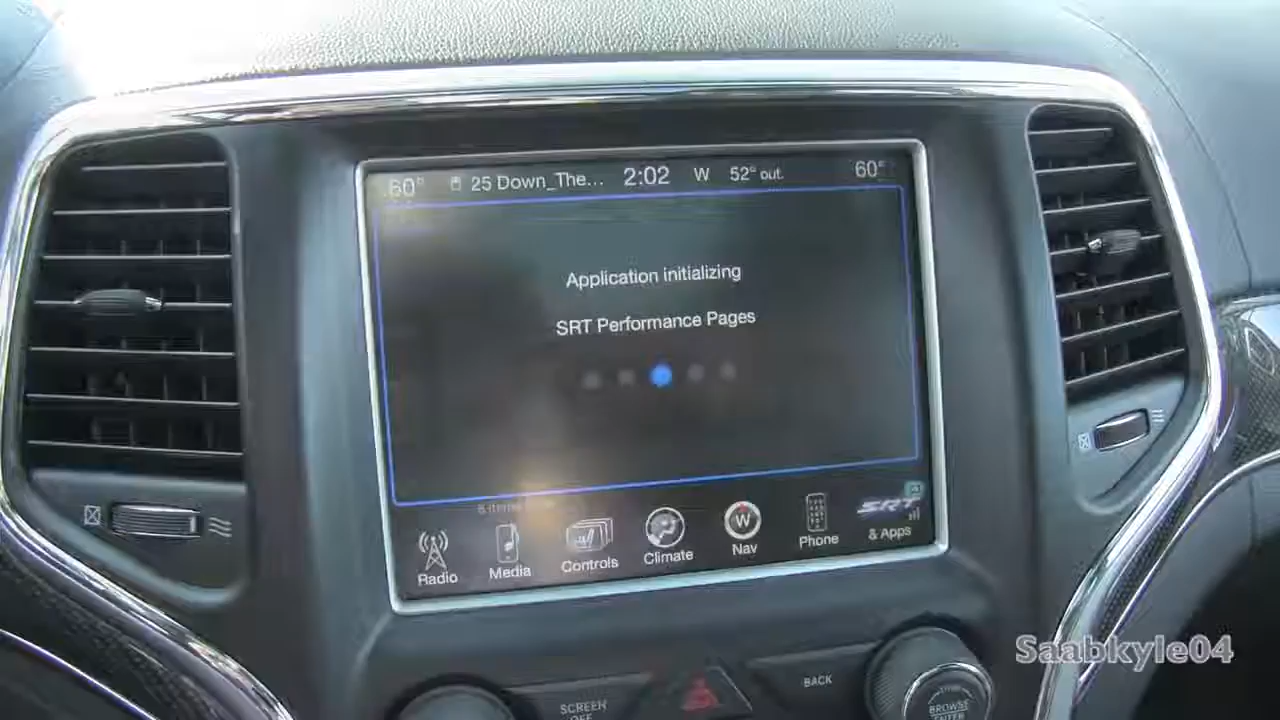 60° 25 Down_The... 2:02 W 52° out. 60°
Application initializing
SRT Performance Pages
6 items
Radio Media Controls Climate W Nav Phone SRT & Apps
SCREEN OFF
BACK
BROWSE
ENTER
Saabkyle04